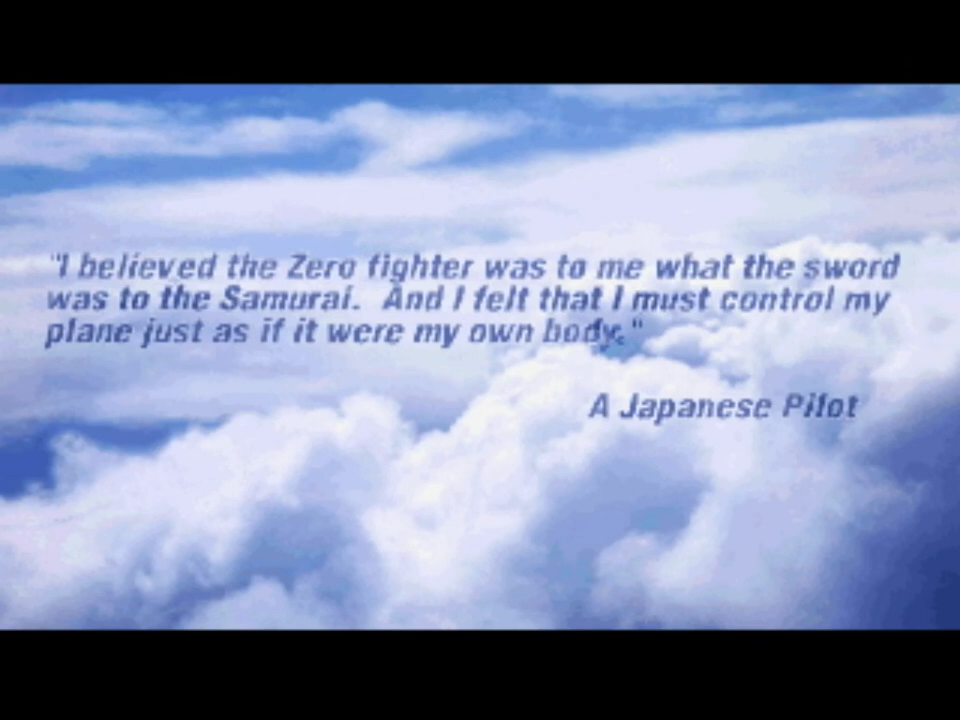 "I believed the Zero fighter was to me what the sword
was to the Samurai.  And I felt that I must control my
plane just as if it were my own body."
A Japanese Pilot